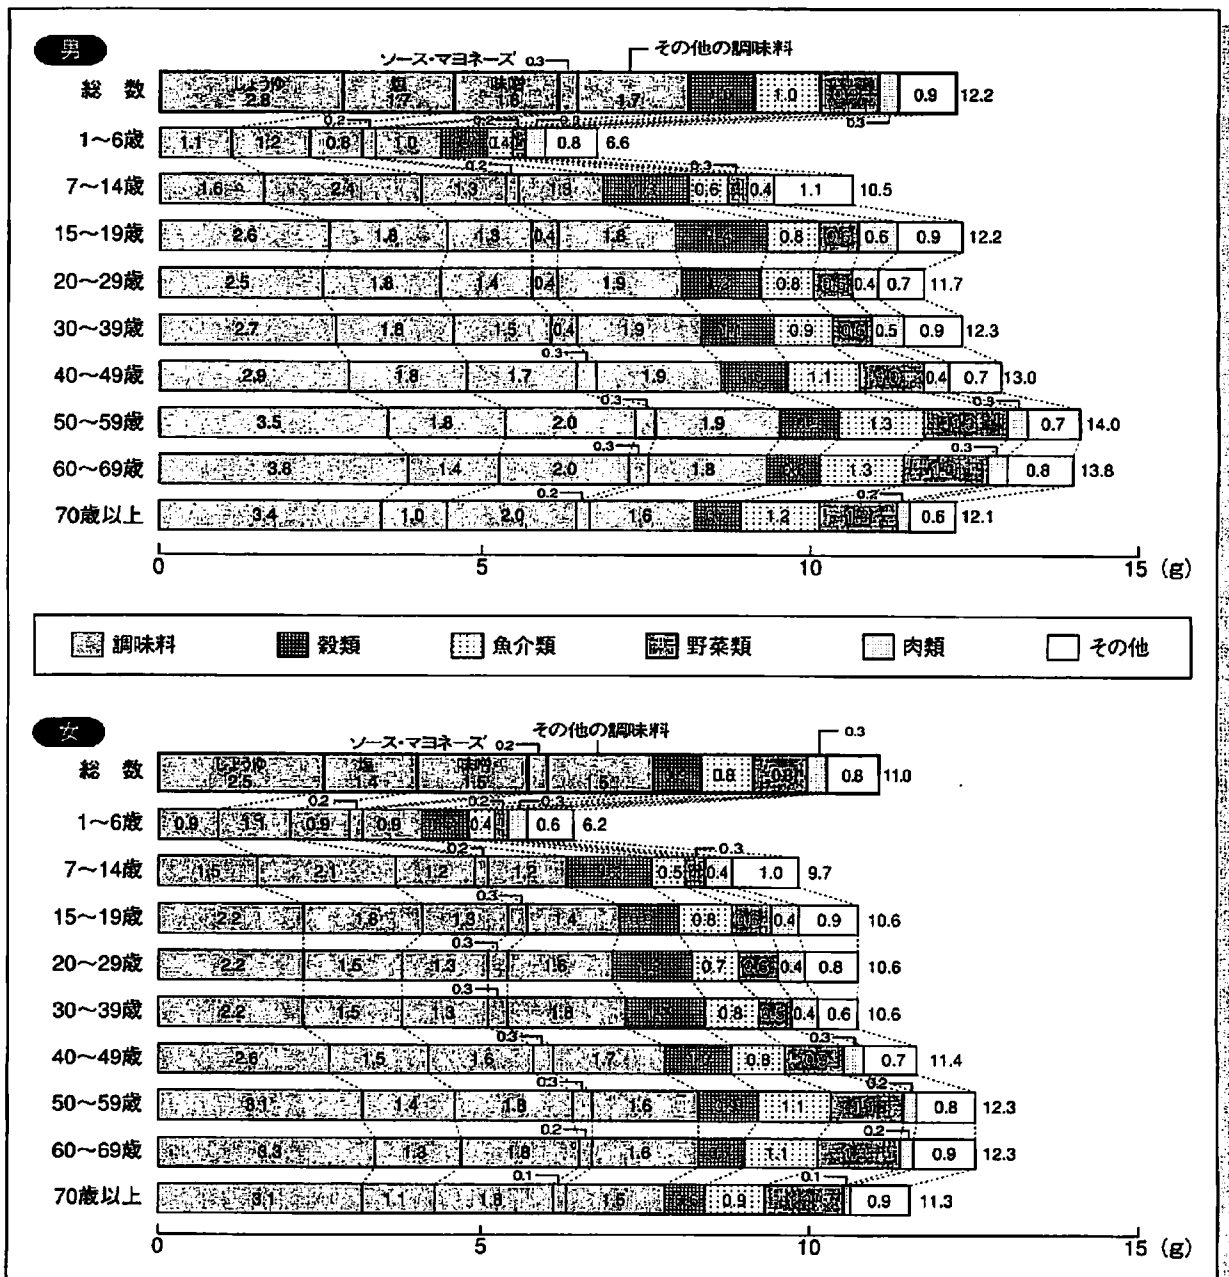 男
ソース・マヨネーズ 0.3 その他の調味料
総数 しょうゆ 2.8 塩 1.7 味噌 1.6 1.7 1.0 0.9 12.2
0.3
0.2 0.2 0.3
1〜6歳 1.1 1.2 0.8 1.0 0.4 0.8 6.6
0.2 0.3
7〜14歳 1.6 2.4 1.3 1.3 0.6 0.4 1.1 10.5
15〜19歳 2.6 1.8 1.3 0.4 1.8 0.8 0.6 0.9 12.2
20〜29歳 2.5 1.8 1.4 0.4 1.9 0.8 0.4 0.7 11.7
30〜39歳 2.7 1.8 1.5 0.4 1.9 0.9 0.5 0.9 12.3
0.3
40〜49歳 2.9 1.8 1.7 1.9 1.1 0.4 0.7 13.0
0.3 0.3
50〜59歳 3.5 1.8 2.0 1.9 1.3 0.7 14.0
0.3 0.3
60〜69歳 3.8 1.4 2.0 1.8 1.3 0.8 13.8
0.2 0.2
70歳以上 3.4 1.0 2.0 1.6 1.2 0.6 12.1
0 5 10 15 (g)
調味料 穀類 魚介類 野菜類 肉類 その他
女
ソース・マヨネーズ 0.2 その他の調味料 0.3
総数 しょうゆ 2.5 塩 1.4 味噌 1.5 0.8 0.8 11.0
0.2 0.2 0.3
1〜6歳 0.9 1.1 0.9 0.9 0.4 0.6 6.2
0.2 0.3
7〜14歳 1.5 2.1 1.2 1.2 0.5 0.4 1.0 9.7
0.3
15〜19歳 2.2 1.8 1.3 1.4 0.8 0.4 0.9 10.6
0.3
20〜29歳 2.2 1.5 1.3 1.6 0.7 0.4 0.8 10.6
0.3
30〜39歳 2.2 1.5 1.3 1.8 0.8 0.4 0.6 10.6
0.3 0.3
40〜49歳 2.6 1.5 1.6 1.7 0.8 0.7 11.4
0.3 0.2
50〜59歳 3.1 1.4 1.8 1.6 1.1 0.8 12.3
0.2 0.2
60〜69歳 3.3 1.3 1.8 1.6 1.1 0.9 12.3
0.1 0.1
70歳以上 3.1 1.1 1.8 1.5 0.9 0.9 11.3
0 5 10 15 (g)